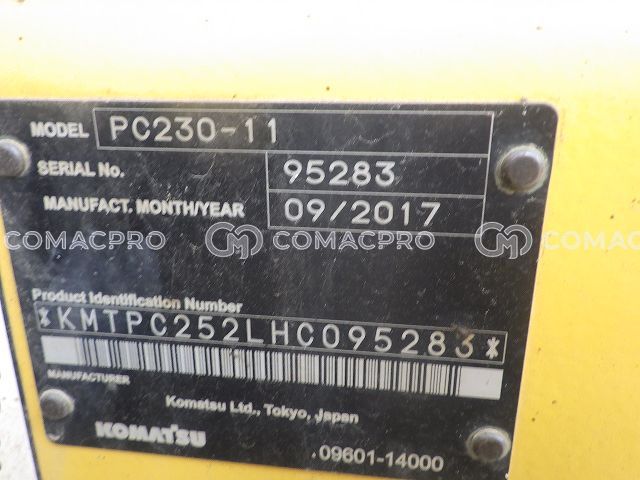 MODEL PC230-11
SERIAL No. 95283
MANUFACT. MONTH/YEAR 09/2017
COMACPRO COMACPRO COMACPRO
Product Identification Number
*KMTPC252LHC095283*
MANUFACTURER
Komatsu Ltd., Tokyo, Japan
KOMATSU
09601-14000